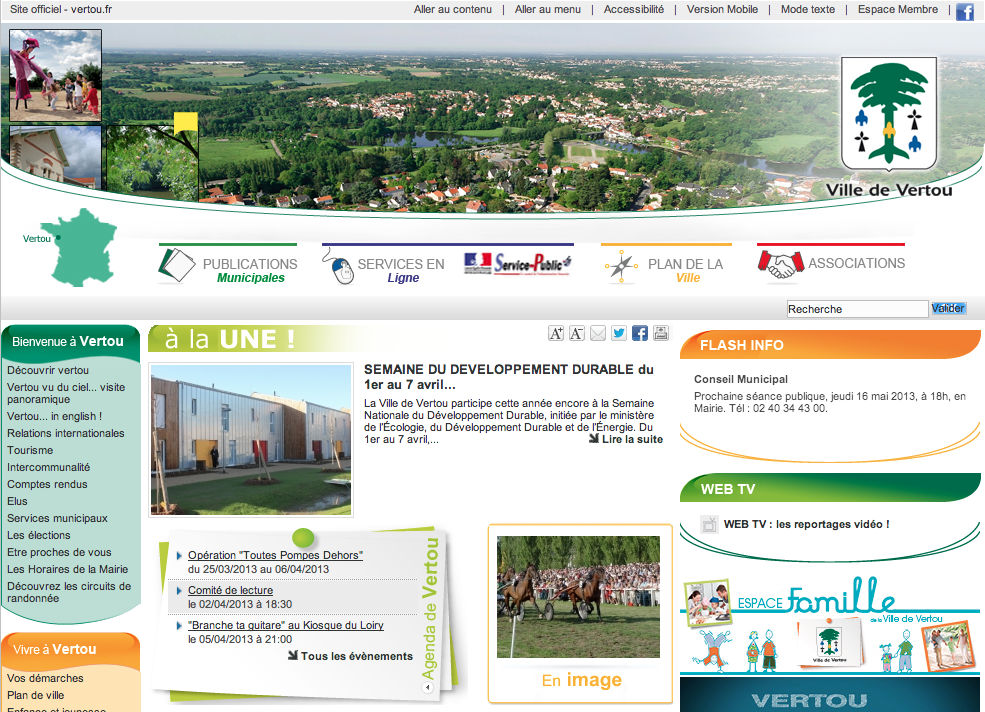 Site officiel - vertou.fr
Aller au contenu | Aller au menu | Accessibilité | Version Mobile | Mode texte | Espace Membre |
Ville de Vertou
Vertou
PUBLICATIONS
Municipales
SERVICES EN
Ligne
Service-Public.fr
PLAN DE LA
Ville
ASSOCIATIONS
Recherche
Valider
Bienvenue à Vertou
Découvrir vertou
Vertou vu du ciel... visite
panoramique
Vertou... in english !
Relations internationales
Tourisme
Intercommunalité
Comptes rendus
Elus
Services municipaux
Les élections
Etre proches de vous
Les Horaires de la Mairie
Découvrez les circuits de
randonnée
Vivre à Vertou
Vos démarches
Plan de ville
Enfance et jeunesse
à la UNE !
A+ A-
SEMAINE DU DEVELOPPEMENT DURABLE du
1er au 7 avril...
La Ville de Vertou participe cette année encore à la Semaine
Nationale du Développement Durable, initiée par le ministère
de l'Écologie, du Développement Durable et de l'Énergie. Du
1er au 7 avril,...
Lire la suite
Opération "Toutes Pompes Dehors"
du 25/03/2013 au 06/04/2013
Comité de lecture
le 02/04/2013 à 18:30
"Branche ta guitare" au Kiosque du Loiry
le 05/04/2013 à 21:00
Tous les évènements
Agenda de Vertou
En image
FLASH INFO
Conseil Municipal
Prochaine séance publique, jeudi 16 mai 2013, à 18h, en
Mairie. Tél : 02 40 34 43 00.
WEB TV
WEB TV : les reportages vidéo !
ESPACE Famille
de la Ville de Vertou
Ville de Vertou
VERTOU